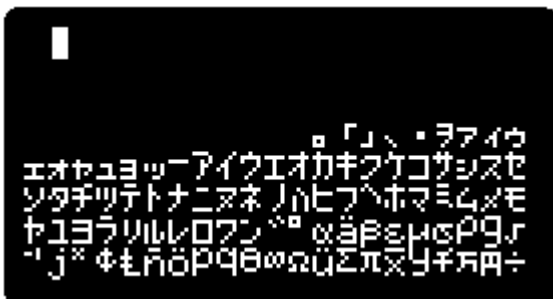 。「」、・ヲァィゥ
ェォャュョッーアイウエオカキクケコサシスセ
ソタチツテトナニヌネノハヒフヘホマミムメモ
ヤユヨラリルレロワン゛゜αäβεμσρg√
⁻¹jˣ¢£ñöpqθ∞ΩüΣπx̄y千万円÷